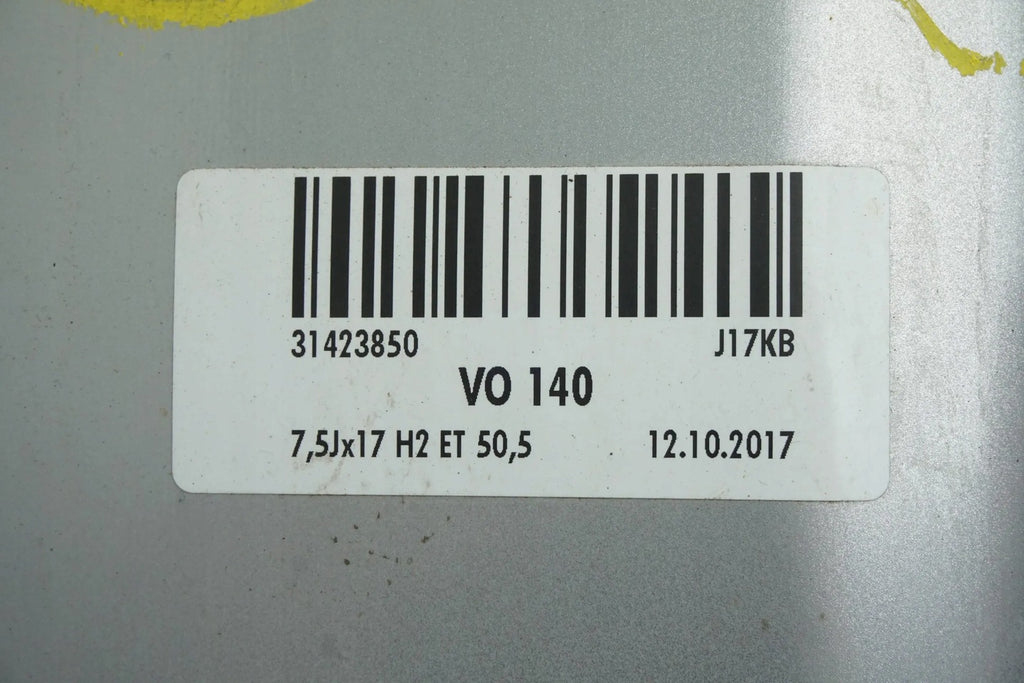 31423850 J17KB
VO 140
7,5Jx17 H2 ET 50,5 12.10.2017